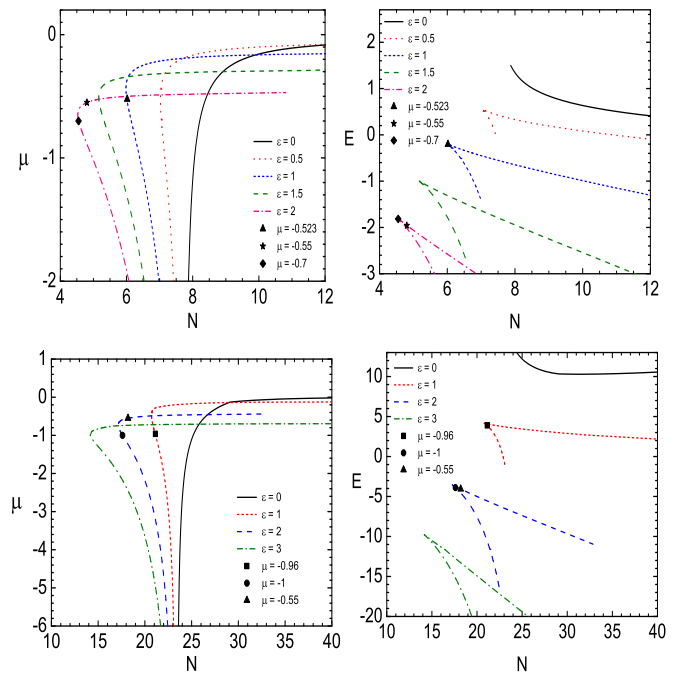 0
-1
-2
μ
4
6
8
10
12
N
ε = 0
ε = 0.5
ε = 1
ε = 1.5
ε = 2
μ = -0.523
μ = -0.55
μ = -0.7
2
1
0
-1
-2
-3
E
4
6
8
10
12
N
ε = 0
ε = 0.5
ε = 1
ε = 1.5
ε = 2
μ = -0.523
μ = -0.55
μ = -0.7
1
0
-1
-2
-3
-4
-5
-6
μ
10
15
20
25
30
35
40
N
ε = 0
ε = 1
ε = 2
ε = 3
μ = -0.96
μ = -1
μ = -0.55
10
5
0
-5
-10
-15
-20
E
10
15
20
25
30
35
40
N
ε = 0
ε = 1
ε = 2
ε = 3
μ = -0.96
μ = -1
μ = -0.55